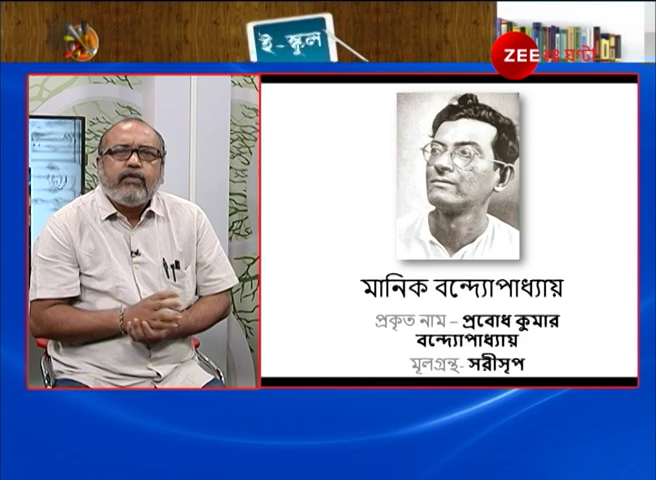 ই-স্কুল
ZEE ২৪ ঘণ্টা
মানিক বন্দ্যোপাধ্যায়
প্রকৃত নাম – প্রবোধ কুমার
বন্দ্যোপাধ্যায়
মূলগ্রন্থ- সরীসৃপ